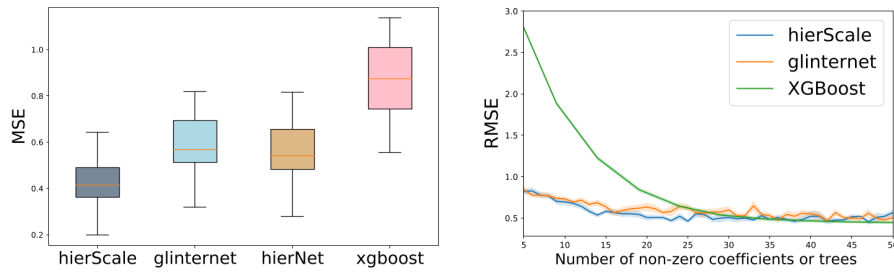 MSE
1.0
0.8
0.6
0.4
0.2
hierScale glinternet hierNet xgboost
RMSE
3.0
2.5
2.0
1.5
1.0
0.5
hierScale
glinternet
XGBoost
5 10 15 20 25 30 35 40 45 50
Number of non-zero coefficients or trees